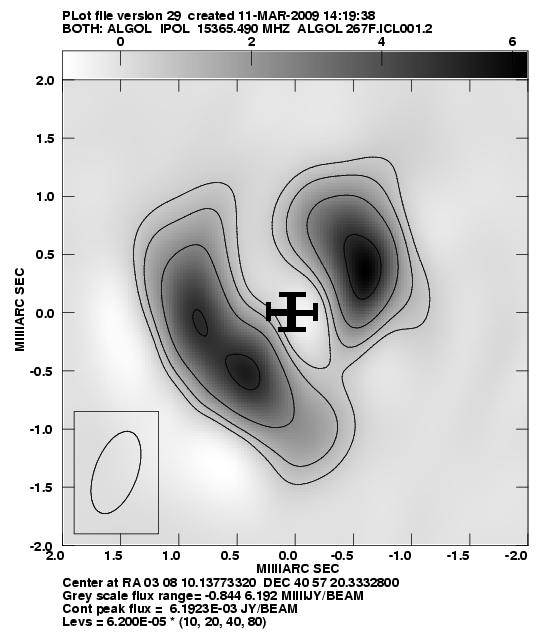 PLot file version 29 created 11-MAR-2009 14:19:38
BOTH: ALGOL IPOL 15365.490 MHZ ALGOL 267F.ICL001.2
0 2 4 6
2.0
1.5
1.0
0.5
0.0
-0.5
-1.0
-1.5
-2.0
MIlliARC SEC
2.0 1.5 1.0 0.5 0.0 -0.5 -1.0 -1.5 -2.0
MIlliARC SEC
Center at RA 03 08 10.13773320 DEC 40 57 20.3332800
Grey scale flux range= -0.844 6.192 MIlliJY/BEAM
Cont peak flux = 6.1923E-03 JY/BEAM
Levs = 6.200E-05 * (10, 20, 40, 80)